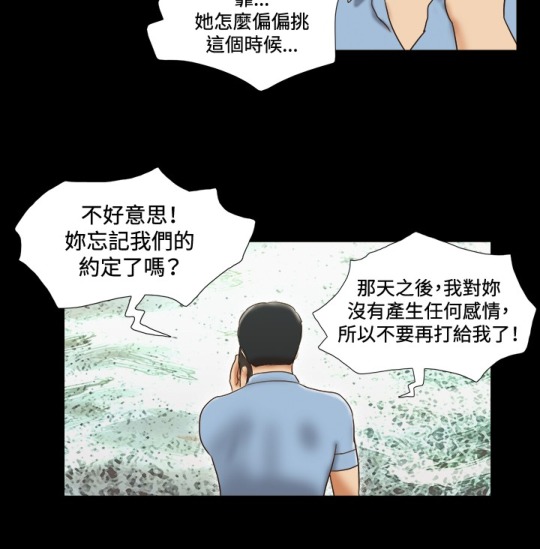 她怎麼偏偏挑
這個時候...
不好意思！
妳忘記我們的
約定了嗎？
那天之後，我對妳
沒有產生任何感情，
所以不要再打給我了！